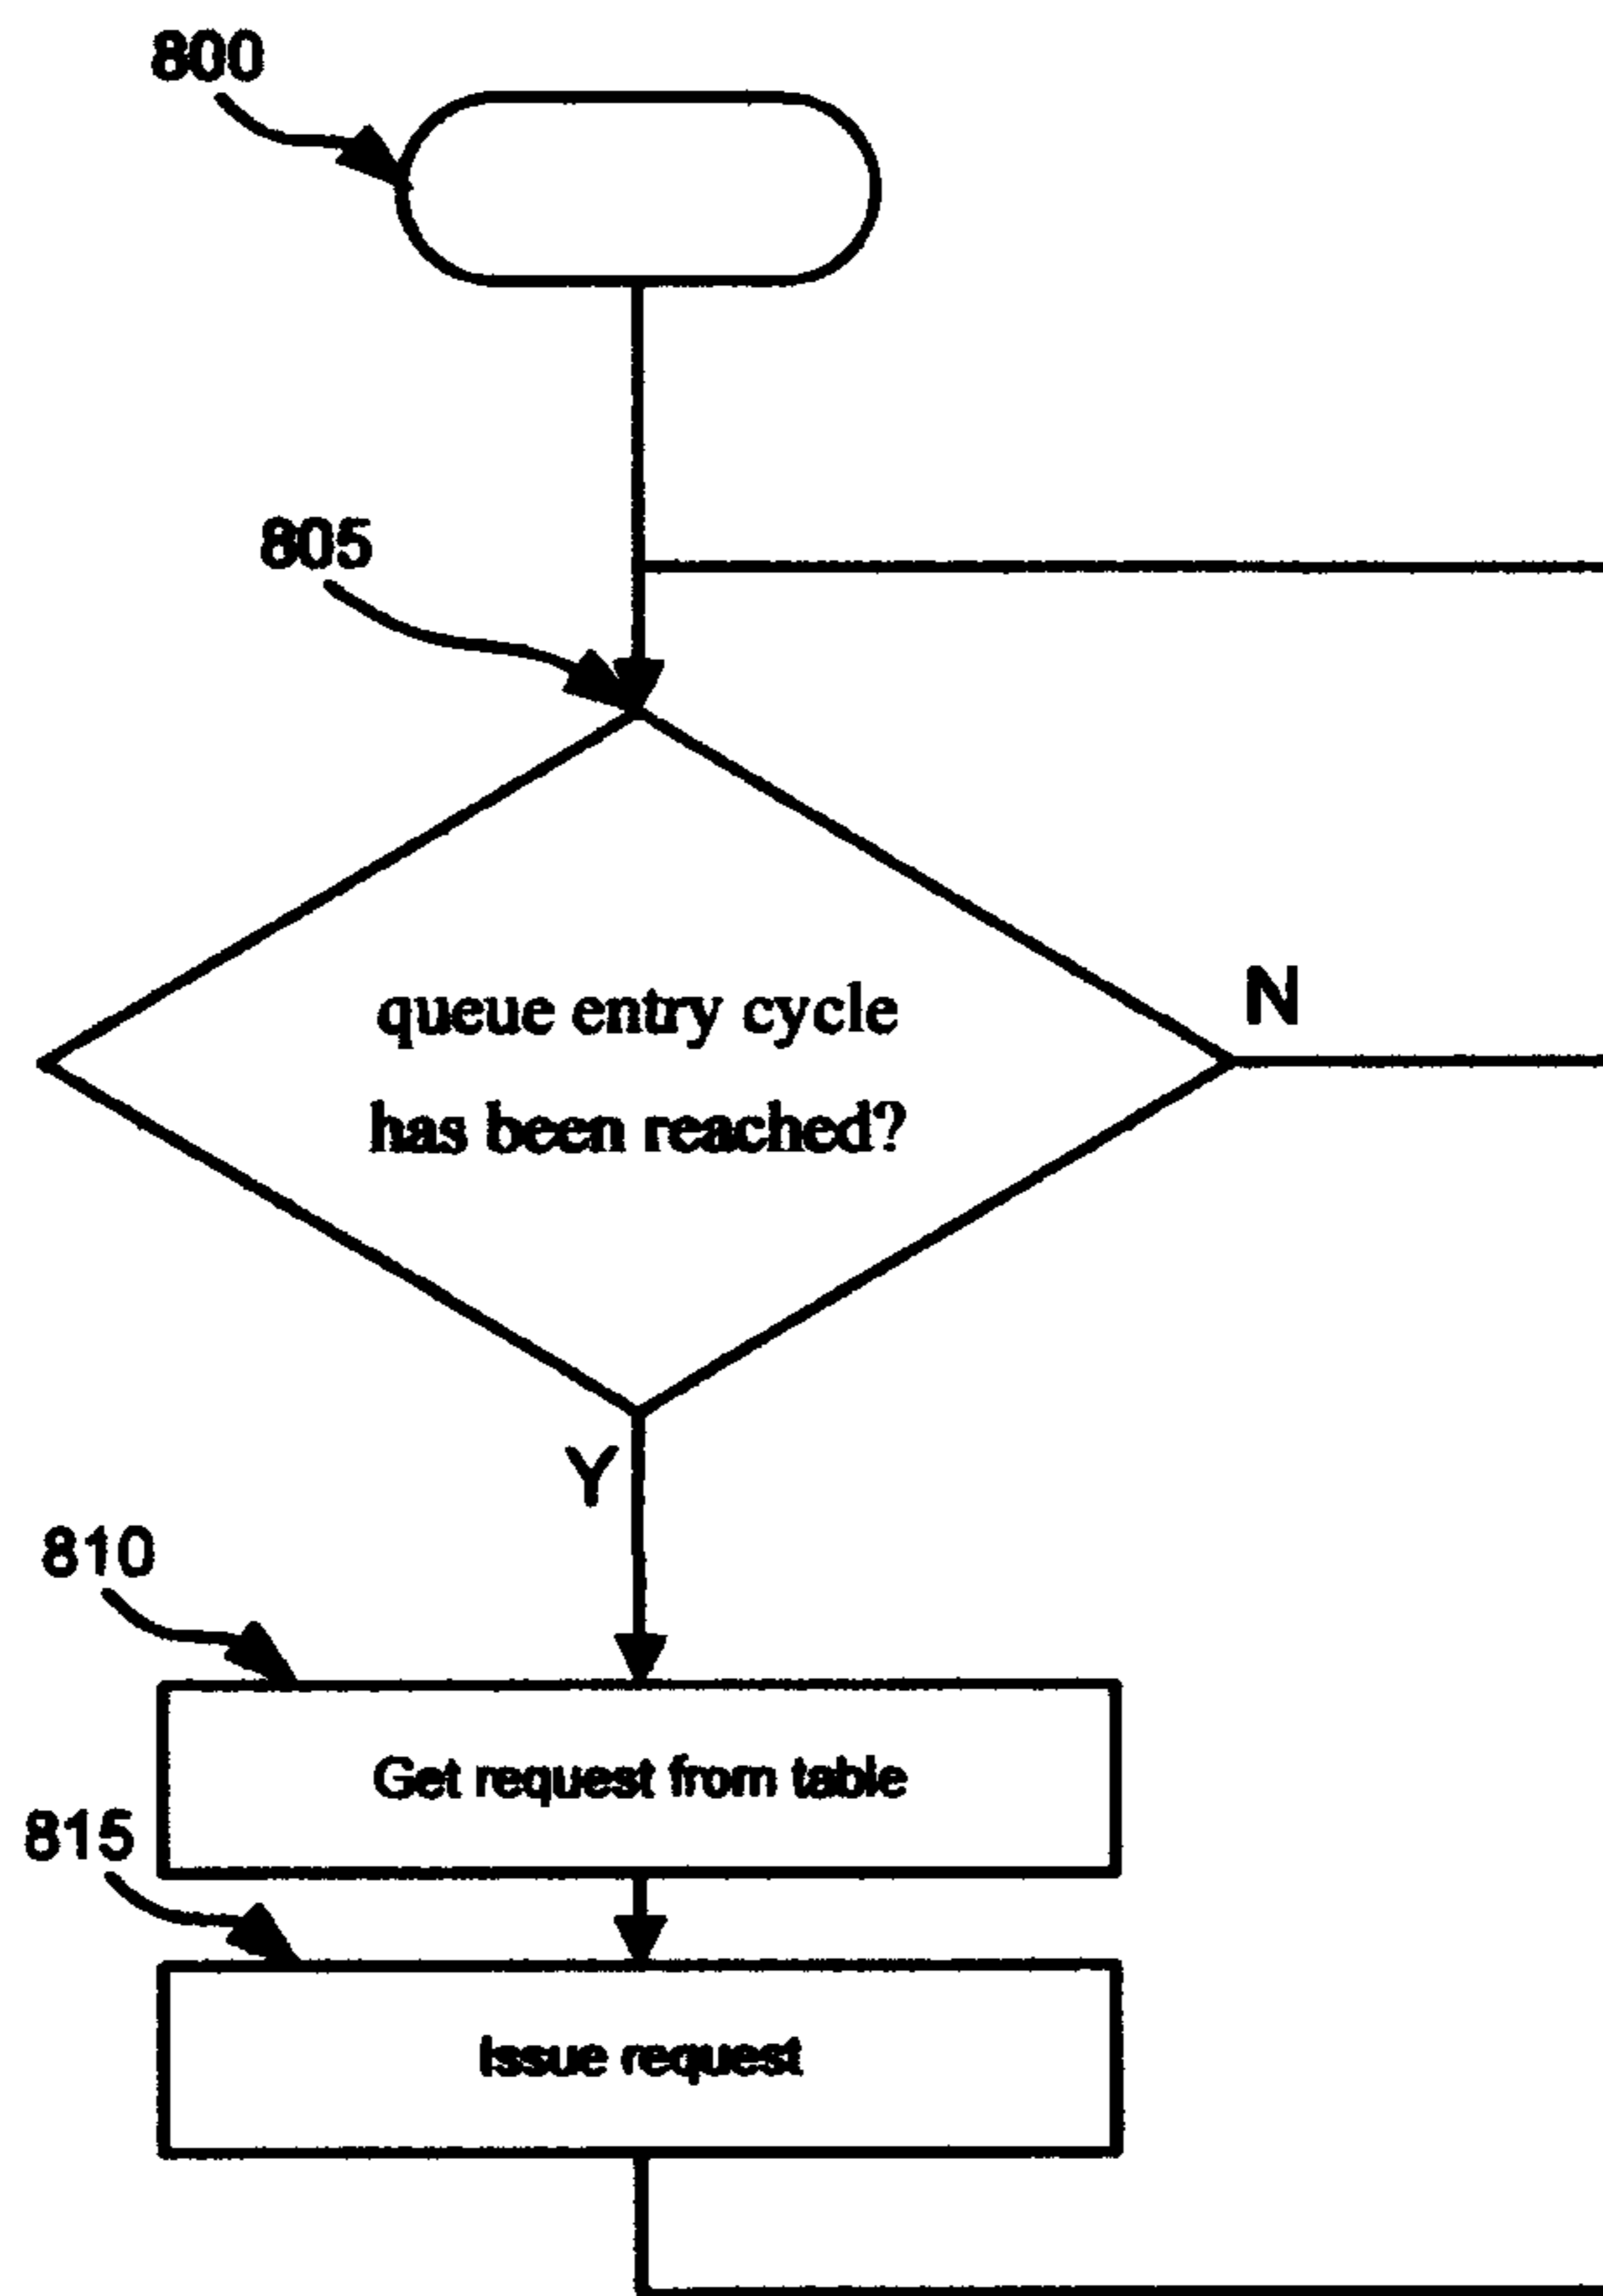 800
805
queue entry cycle
has been reached?
N
Y
810
Get request from table
815
Issue request